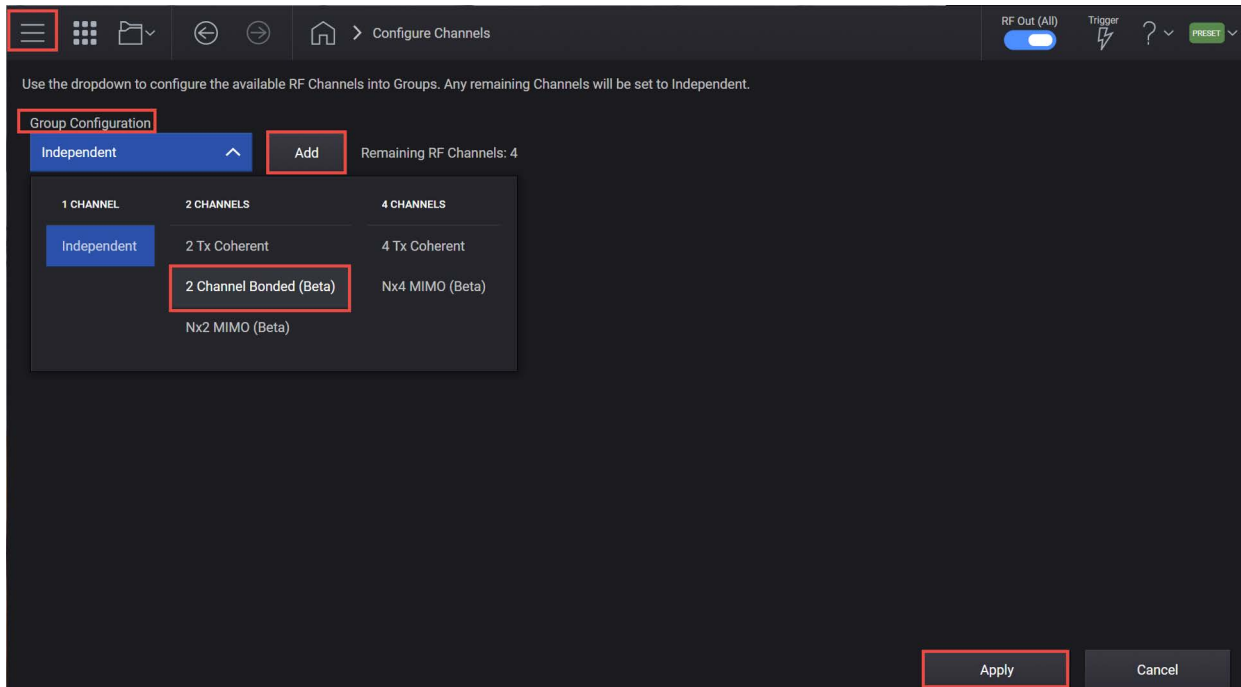 Configure Channels
RF Out (All)
Trigger
PRESET
Use the dropdown to configure the available RF Channels into Groups. Any remaining Channels will be set to Independent.
Group Configuration
Independent
Add
Remaining RF Channels: 4
1 CHANNEL
2 CHANNELS
4 CHANNELS
Independent
2 Tx Coherent
4 Tx Coherent
2 Channel Bonded (Beta)
Nx4 MIMO (Beta)
Nx2 MIMO (Beta)
Apply
Cancel